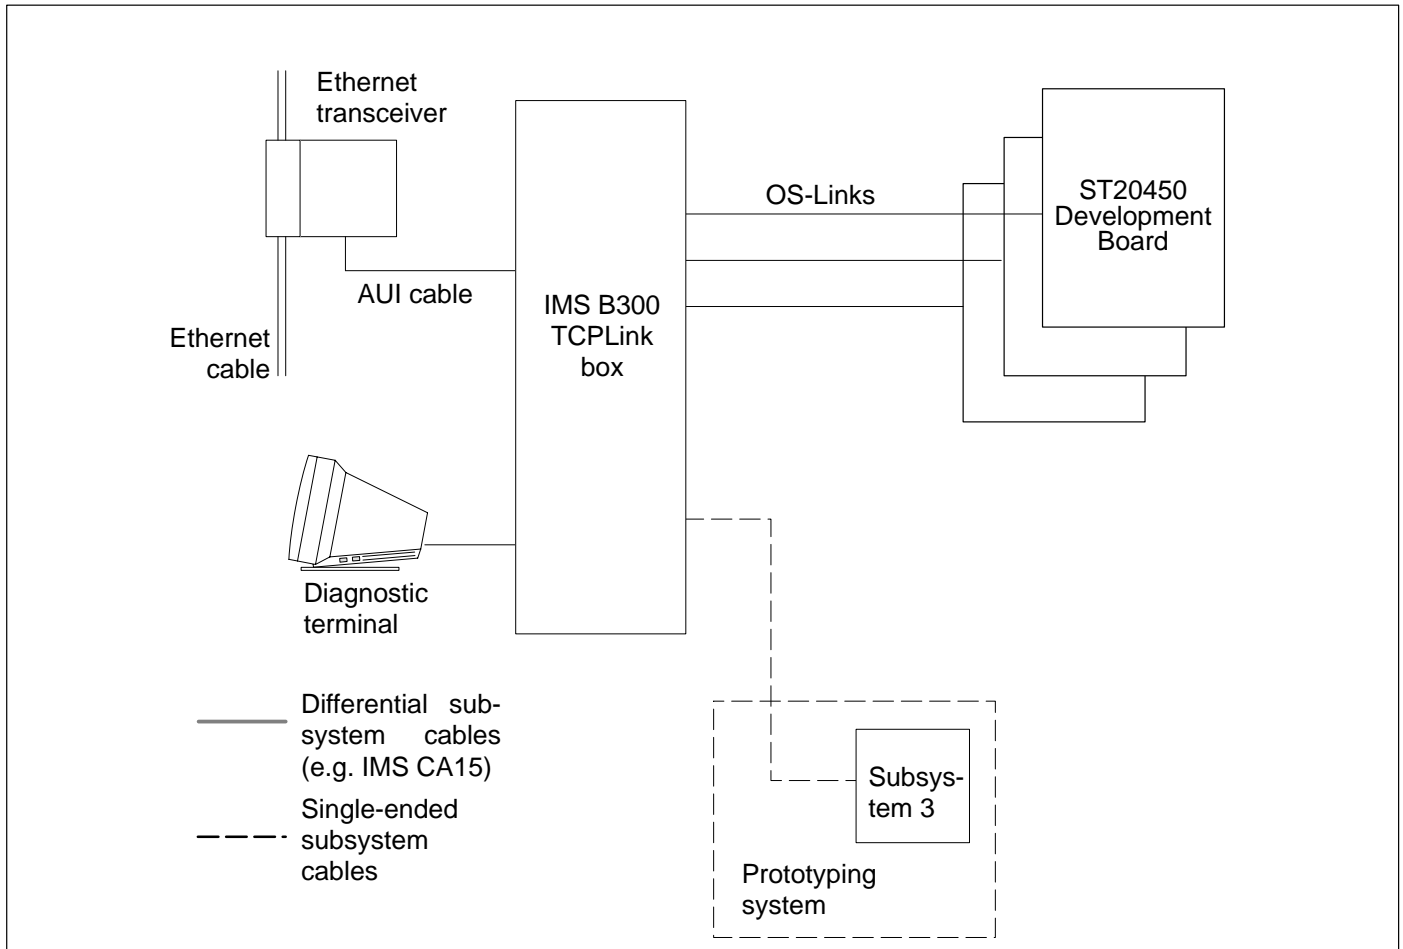 Ethernet
transceiver
OS-Links
ST20450
Development
Board
AUI cable
IMS B300
TCPLink
box
Ethernet
cable
Diagnostic
terminal
Differential sub-
system cables
(e.g. IMS CA15)
Single-ended
subsystem
cables
Subsys-
tem 3
Prototyping
system